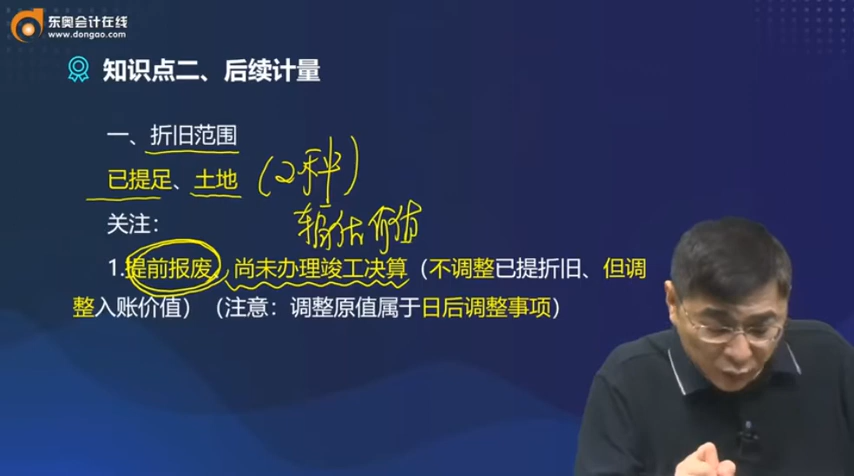 东奥会计在线
www.dongao.com
知识点二、后续计量
一、折旧范围
已提足、土地（2种）
暂估价值
关注：
1.提前报废、尚未办理竣工决算（不调整已提折旧、但调
整入账价值）（注意：调整原值属于日后调整事项）